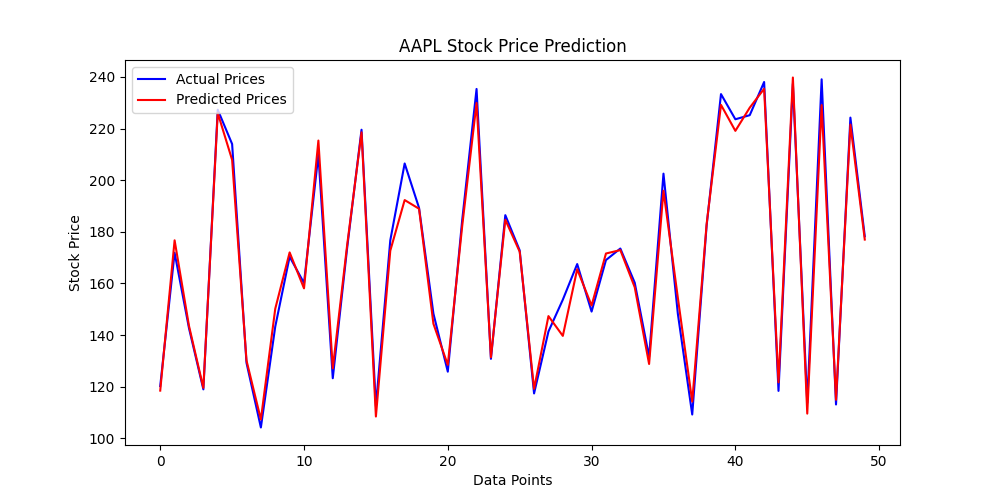 AAPL Stock Price Prediction
Actual Prices
Predicted Prices
240
220
200
180
160
140
120
100
Stock Price
0 10 20 30 40 50
Data Points